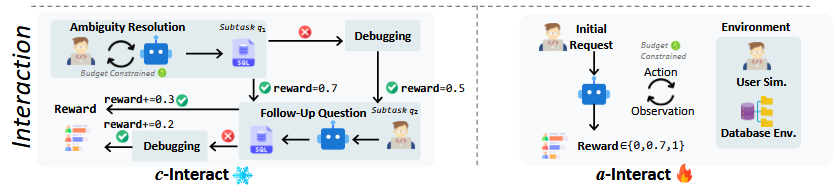 Interaction
Ambiguity Resolution
Subtask q₁
Budget Constrained
SQL
Debugging
reward=0.7
reward=0.5
reward+=0.3
Reward
reward+=0.2
Debugging
Follow-Up Question
Subtask q₂
SQL
c-Interact
Initial
Request
Budget
Constrained
Action
Observation
Reward∈{0,0.7,1}
Environment
User Sim.
Database Env.
a-Interact